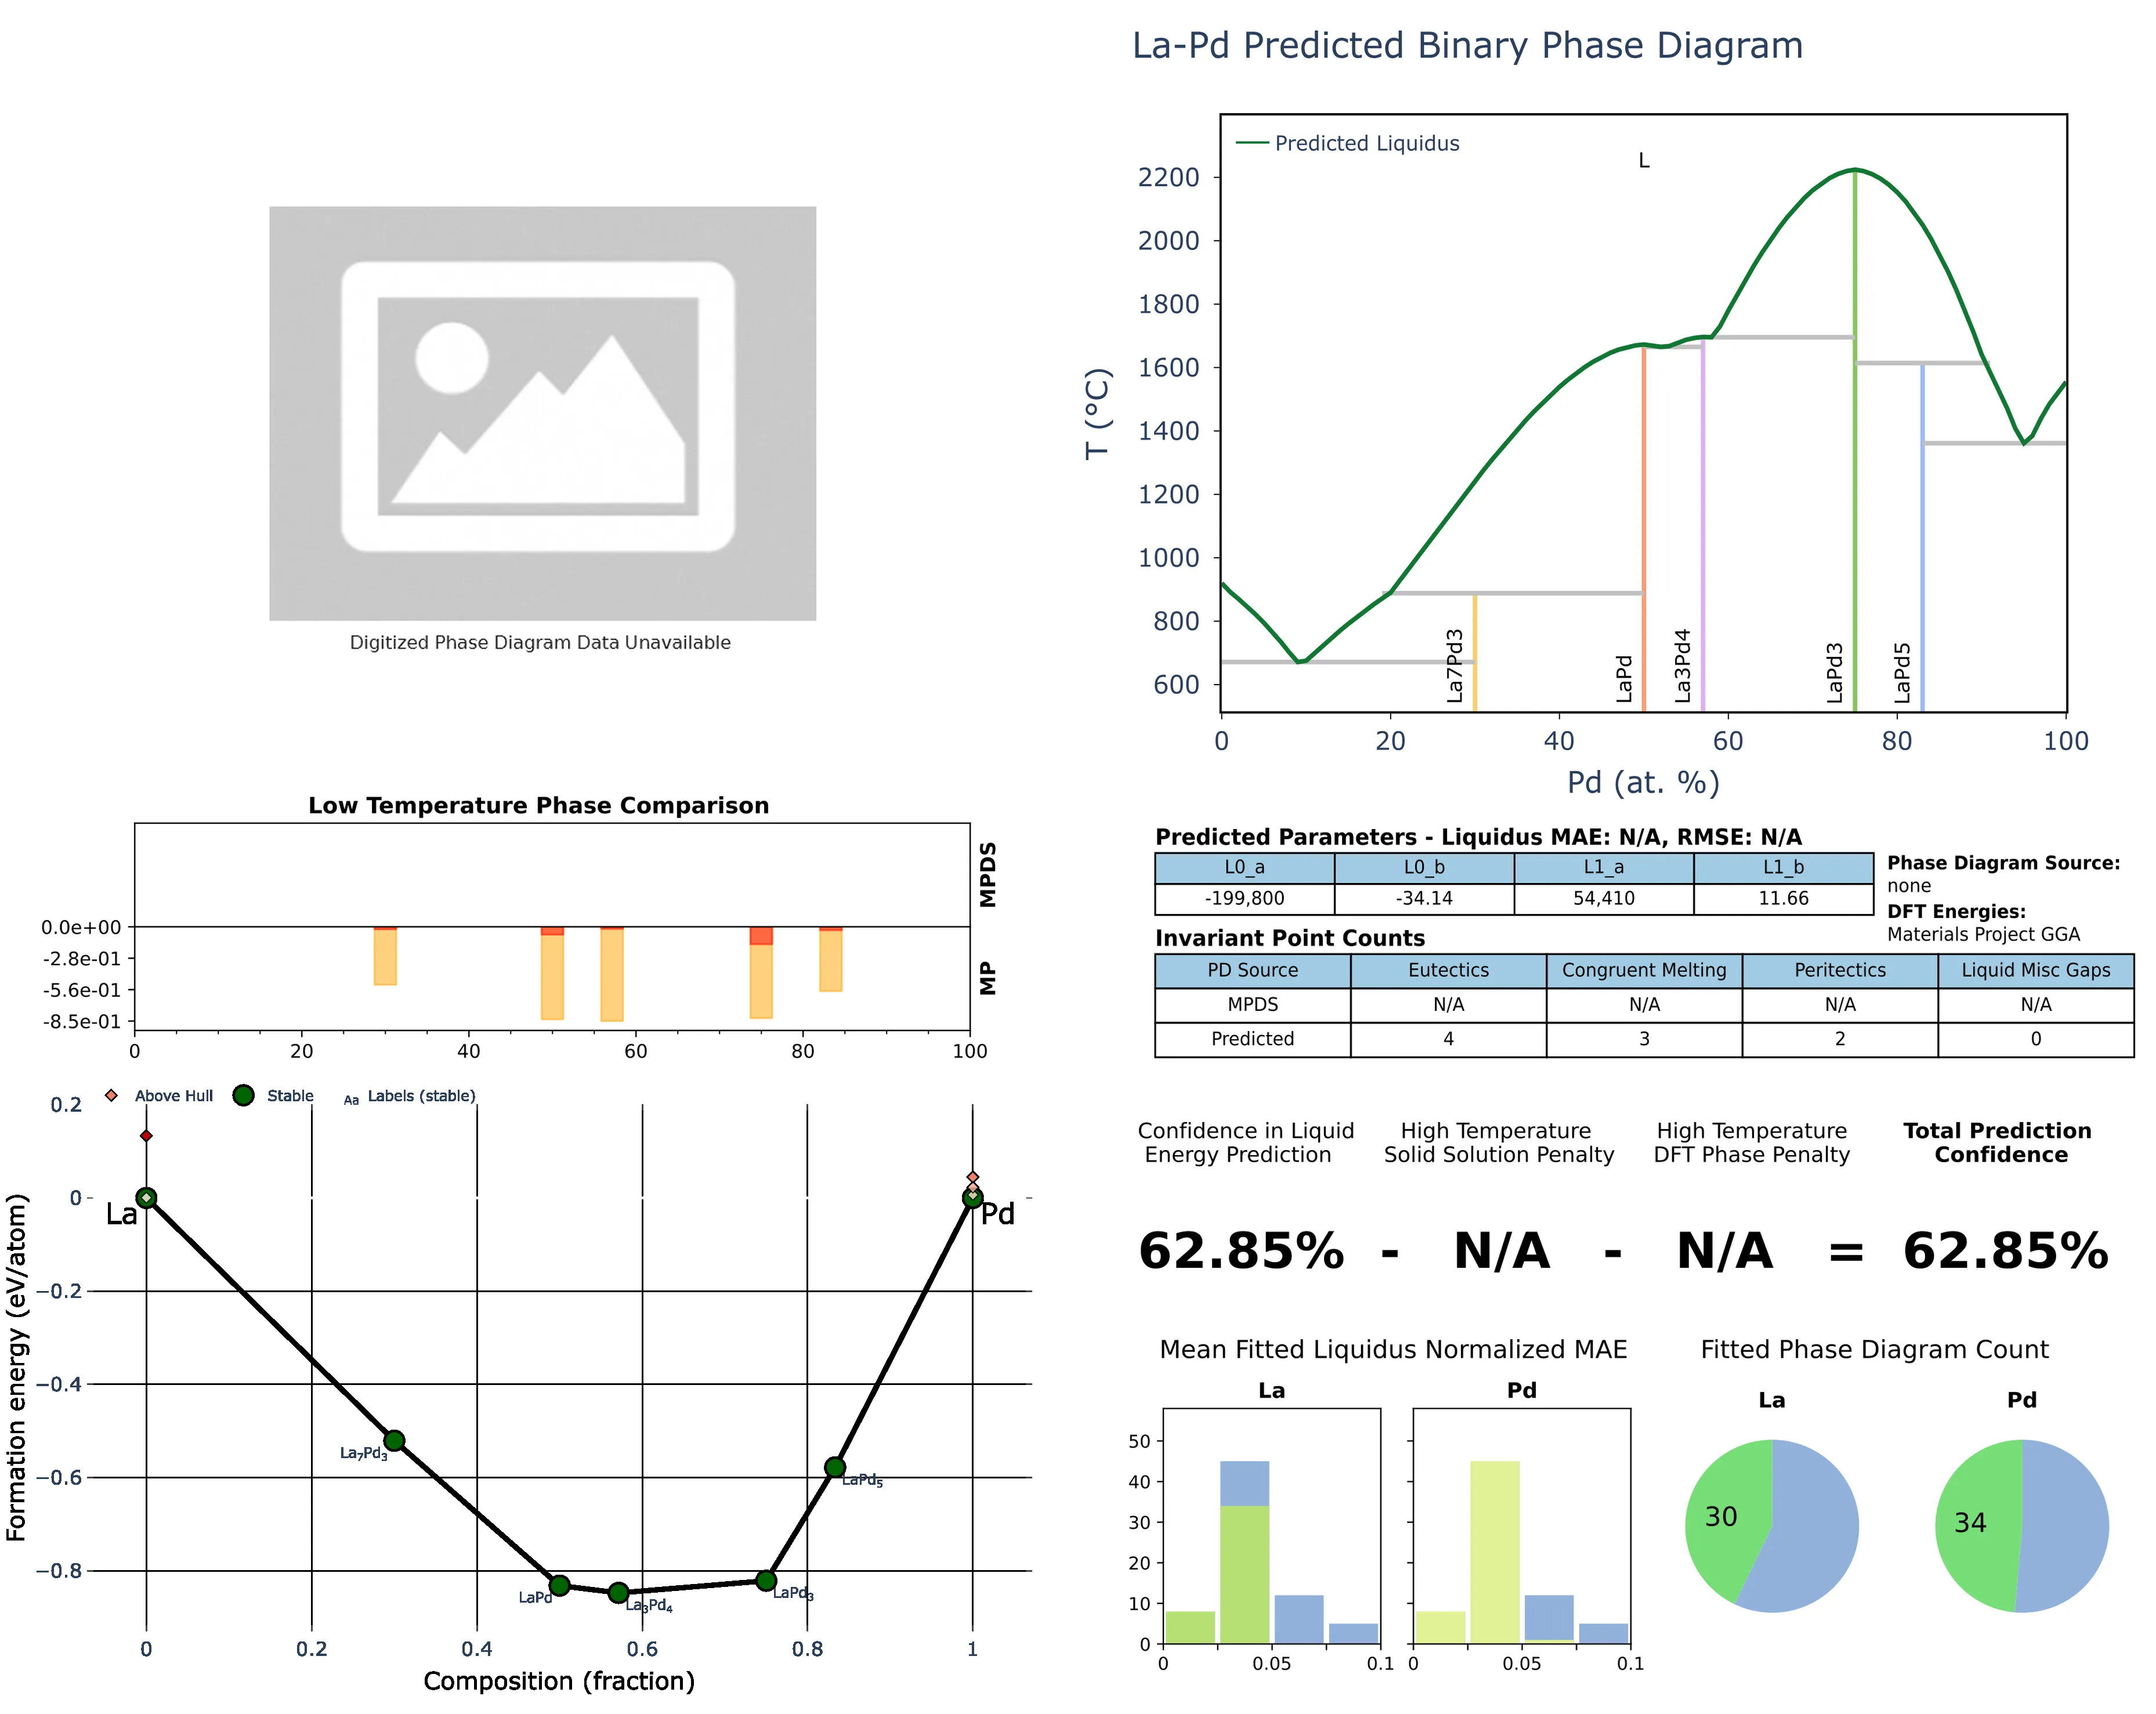 La-Pd Predicted Binary Phase Diagram
Predicted Liquidus
L
2200
2000
1800
1600
1400
1200
1000
800
600
T (°C)
La7Pd3
LaPd
La3Pd4
LaPd3
LaPd5
0 20 40 60 80 100
Pd (at. %)
Digitized Phase Diagram Data Unavailable
Low Temperature Phase Comparison
MPDS
MP
0.0e+00
-2.8e-01
-5.6e-01
-8.5e-01
0 20 40 60 80 100
Predicted Parameters - Liquidus MAE: N/A, RMSE: N/A
L0_a L0_b L1_a L1_b
-199,800 -34.14 54,410 11.66
Phase Diagram Source:
none
DFT Energies:
Materials Project GGA
Invariant Point Counts
PD Source Eutectics Congruent Melting Peritectics Liquid Misc Gaps
MPDS N/A N/A N/A N/A
Predicted 4 3 2 0
Above Hull Stable Aa Labels (stable)
0.2
0
−0.2
−0.4
−0.6
−0.8
Formation energy (eV/atom)
La
Pd
La₇Pd₃
LaPd
La₃Pd₄
LaPd₃
LaPd₅
0 0.2 0.4 0.6 0.8 1
Composition (fraction)
Confidence in Liquid
Energy Prediction
High Temperature
Solid Solution Penalty
High Temperature
DFT Phase Penalty
Total Prediction
Confidence
62.85% - N/A - N/A = 62.85%
Mean Fitted Liquidus Normalized MAE
La
Pd
50
40
30
20
10
0
0 0.05 0.1
0 0.05 0.1
Fitted Phase Diagram Count
La
Pd
30
34